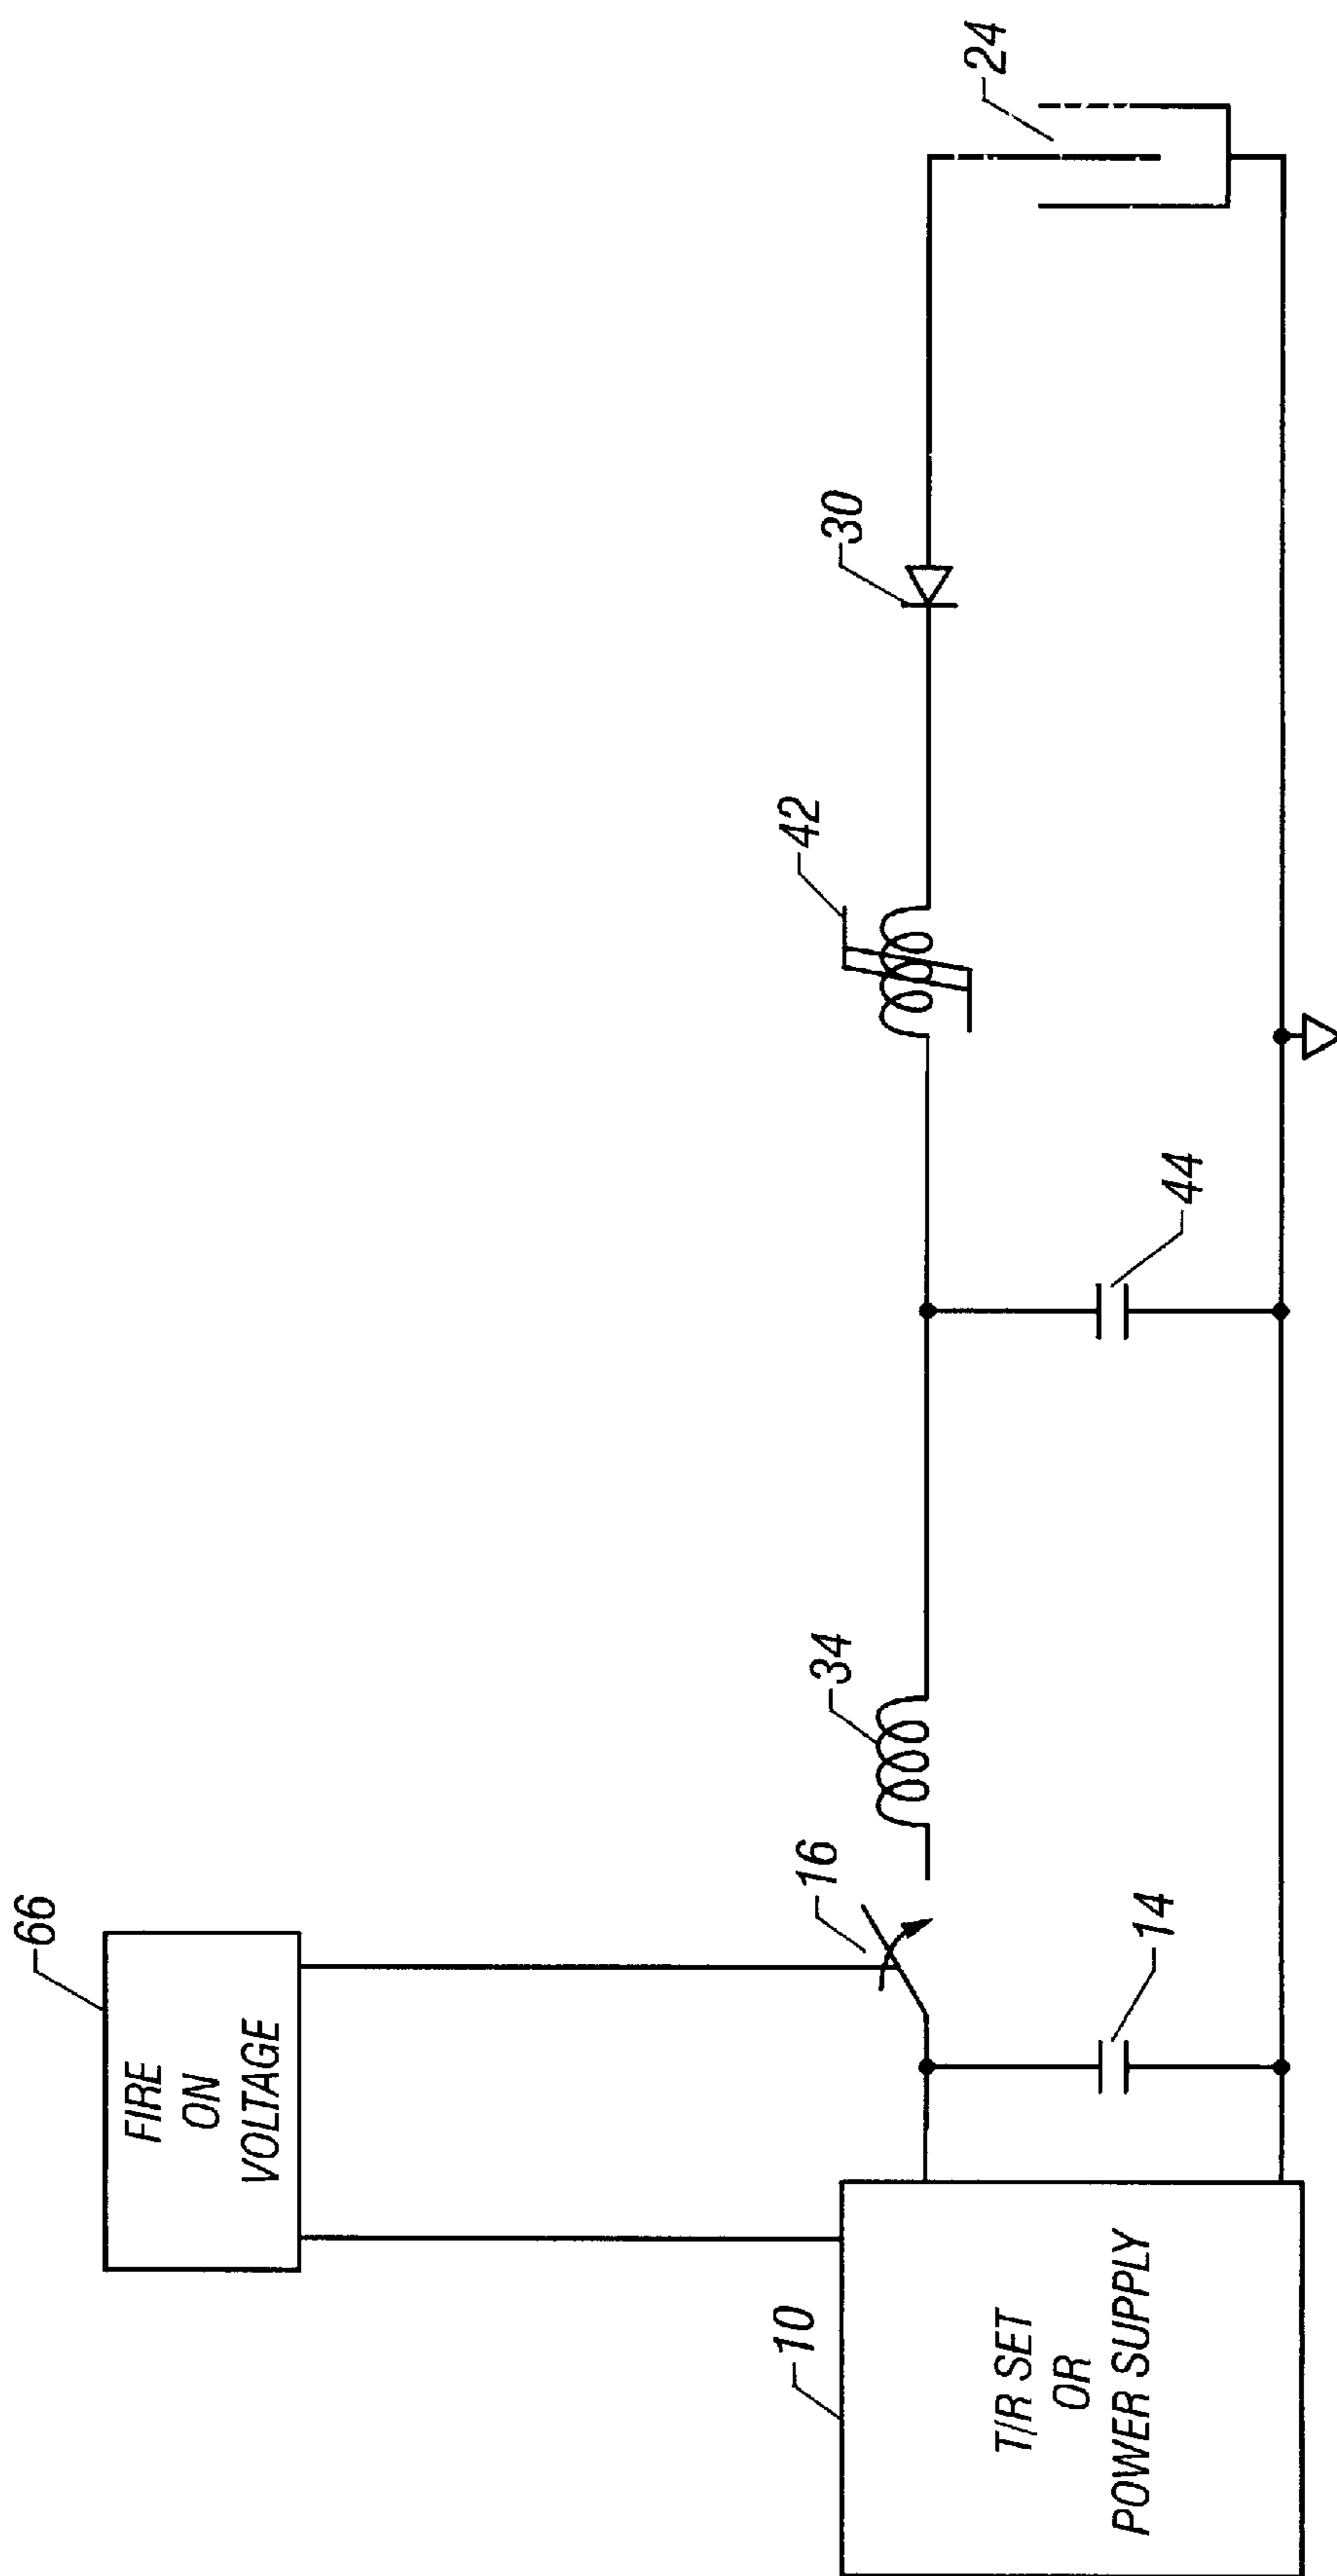 66
FIRE
ON
VOLTAGE
10
T/R SET
OR
POWER SUPPLY
16
34
14
44
42
30
24